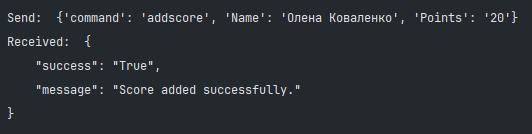 Send:  {'command': 'addscore', 'Name': 'Олена Коваленко', 'Points': '20'}
Received:  {
    "success": "True",
    "message": "Score added successfully."
}